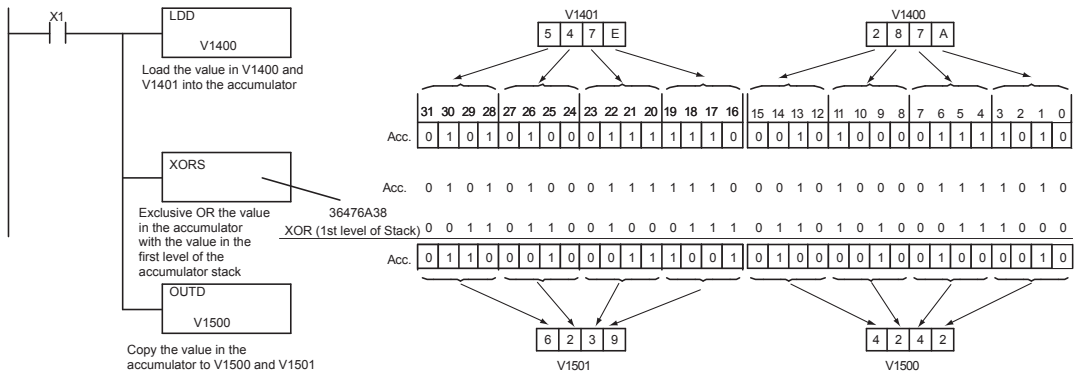 X1
LDD
V1400
Load the value in V1400 and
V1401 into the accumulator
XORS
Exclusive OR the value
in the accumulator
with the value in the
first level of the
accumulator stack
OUTD
V1500
Copy the value in the
accumulator to V1500 and V1501
V1401
5 4 7 E
V1400
2 8 7 A
31 30 29 28 27 26 25 24 23 22 21 20 19 18 17 16 15 14 13 12 11 10 9 8 7 6 5 4 3 2 1 0
Acc. 0 1 0 1 0 1 0 0 0 1 1 1 1 1 1 0 0 0 1 0 1 0 0 0 0 1 1 1 1 0 1 0
Acc. 0 1 0 1 0 1 0 0 0 1 1 1 1 1 1 0 0 0 1 0 1 0 0 0 0 1 1 1 1 0 1 0
36476A38
XOR (1st level of Stack) 0 0 1 1 0 1 1 0 0 1 0 0 0 1 1 1 0 1 1 0 1 0 1 0 0 0 1 1 1 0 0 0
Acc. 0 1 1 0 0 0 1 0 0 0 1 1 1 0 0 1 0 1 0 0 0 0 1 0 0 1 0 0 0 0 1 0
6 2 3 9
V1501
4 2 4 2
V1500